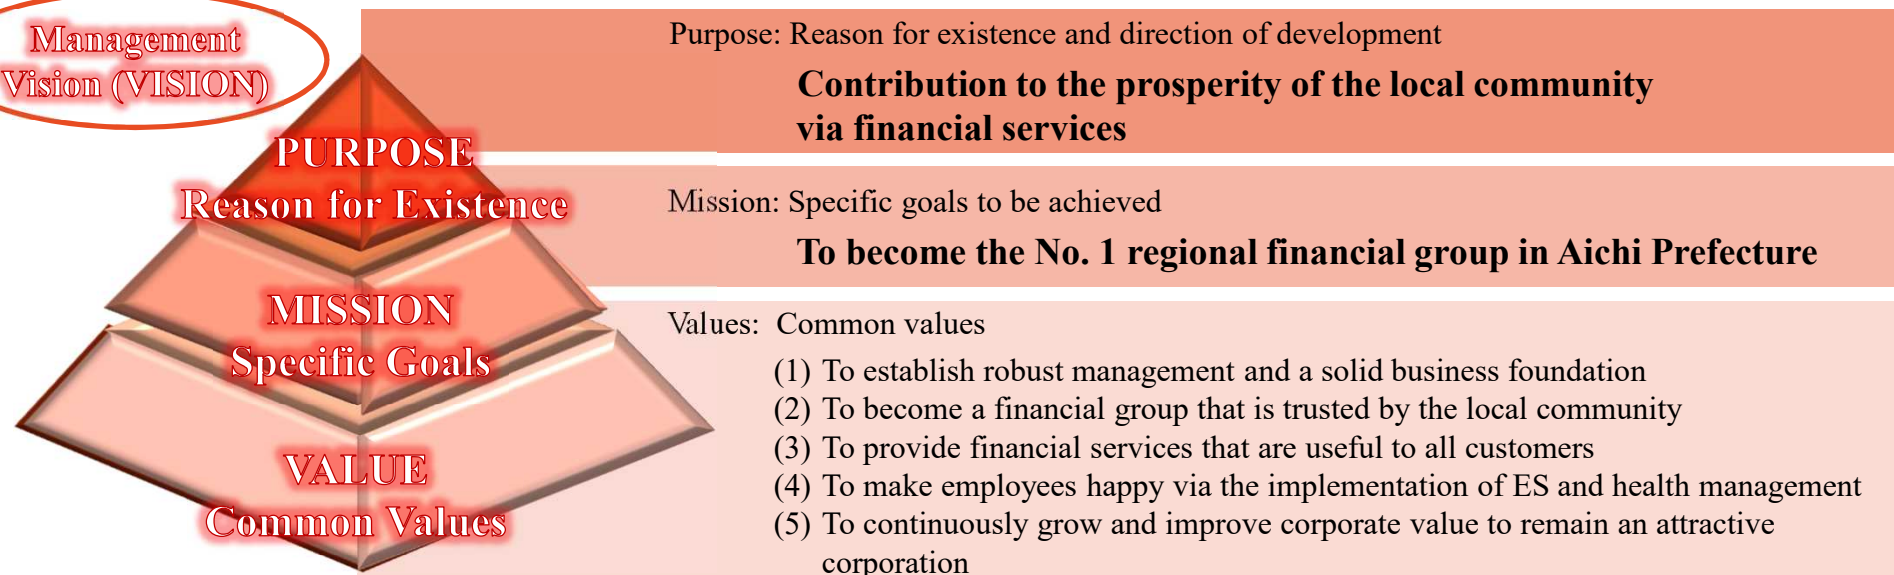 Management
Vision (VISION)
PURPOSE
Reason for Existence
MISSION
Specific Goals
VALUE
Common Values
Purpose: Reason for existence and direction of development
Contribution to the prosperity of the local community
via financial services
Mission: Specific goals to be achieved
To become the No. 1 regional financial group in Aichi Prefecture
Values: Common values
(1) To establish robust management and a solid business foundation
(2) To become a financial group that is trusted by the local community
(3) To provide financial services that are useful to all customers
(4) To make employees happy via the implementation of ES and health management
(5) To continuously grow and improve corporate value to remain an attractive
corporation